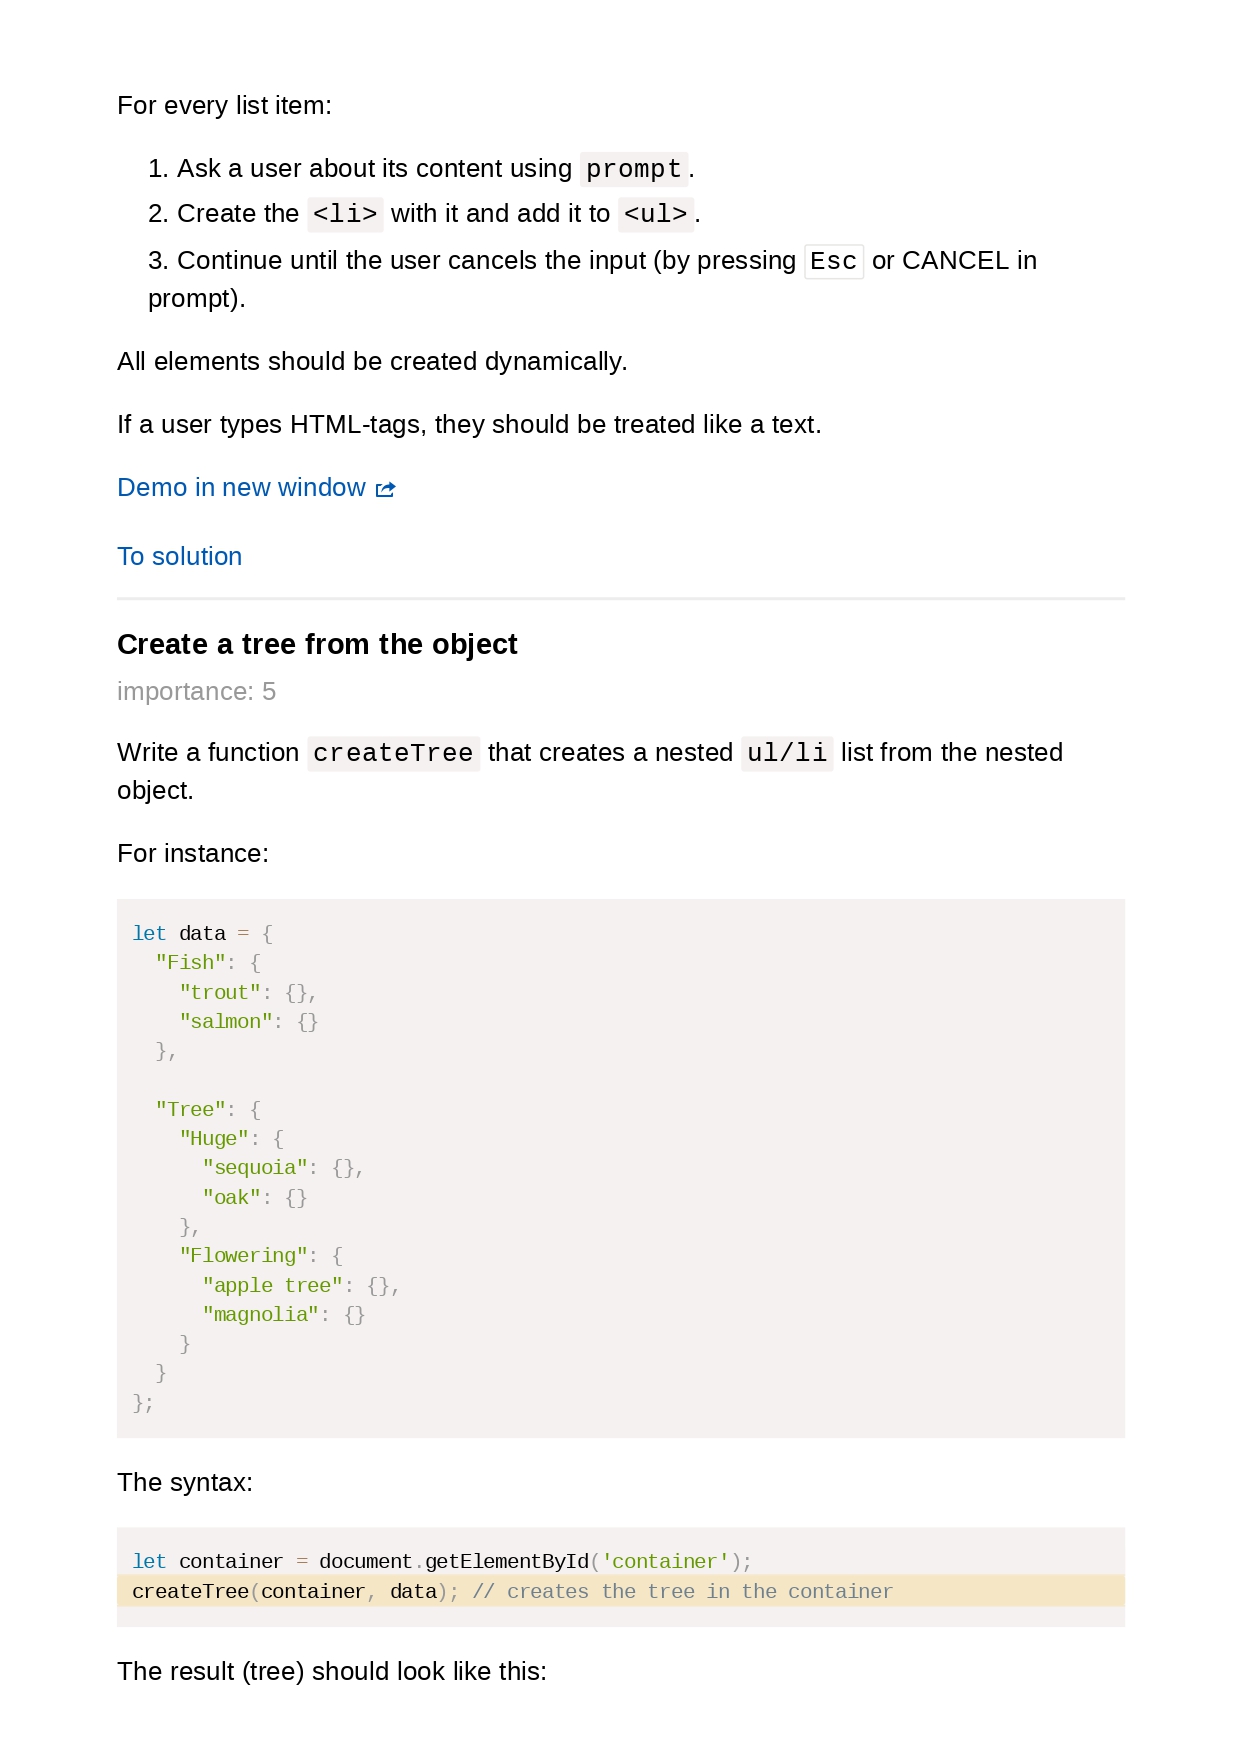 For every list item:
1. Ask a user about its content using prompt.
2. Create the <li> with it and add it to <ul>.
3. Continue until the user cancels the input (by pressing Esc or CANCEL in
prompt).
All elements should be created dynamically.
If a user types HTML-tags, they should be treated like a text.
Demo in new window
To solution
Create a tree from the object
importance: 5
Write a function createTree that creates a nested ul/li list from the nested
object.
For instance:
let data = {
  "Fish": {
    "trout": {},
    "salmon": {}
  },
  "Tree": {
    "Huge": {
      "sequoia": {},
      "oak": {}
    },
    "Flowering": {
      "apple tree": {},
      "magnolia": {}
    }
  }
};
The syntax:
let container = document.getElementById('container');
createTree(container, data); // creates the tree in the container
The result (tree) should look like this: